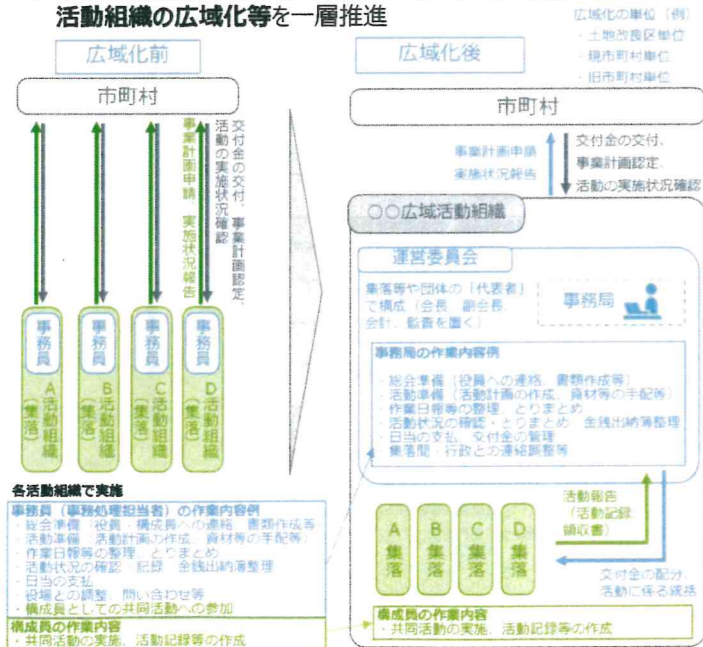 活動組織の広域化等を一層推進
広域化の単位（例）
・土地改良区単位
・現市町村単位
・旧市町村単位
広域化前
市町村
事業計画申請、実施状況報告
交付金の交付、事業計画認定、
活動の実施状況確認
事務員
A活動組織
（集落）
事務員
B活動組織
（集落）
事務員
C活動組織
（集落）
事務員
D活動組織
（集落）
各活動組織で実施
事務員（事務処理担当者）の作業内容例
・総会準備（役員・構成員への連絡、書類作成等）
・活動準備（活動計画の作成、資材等の手配等）
・作業日報等の整理、とりまとめ
・活動状況の確認・記録、金銭出納簿整理
・日当の支払
・役場との調整、問い合わせ等
・構成員としての共同活動への参加
構成員の作業内容
・共同活動の実施、活動記録等の作成
広域化後
市町村
事業計画申請
実施状況報告
交付金の交付、
事業計画認定、
活動の実施状況確認
〇〇広域活動組織
運営委員会
集落等や団体の「代表者」
で構成（会長、副会長、
会計、監査を置く）
事務局
事務局の作業内容例
・総会準備（役員への連絡、書類作成等）
・活動準備（活動計画の作成、資材等の手配等）
・作業日報等の整理、とりまとめ
・活動状況の確認・とりまとめ、金銭出納簿整理
・日当の支払、交付金の管理
・集落間・行政との連絡調整等
A集落
B集落
C集落
D集落
活動報告
（活動記録、
領収書）
交付金の配分、
活動に係る統括
構成員の作業内容
・共同活動の実施、活動記録等の作成